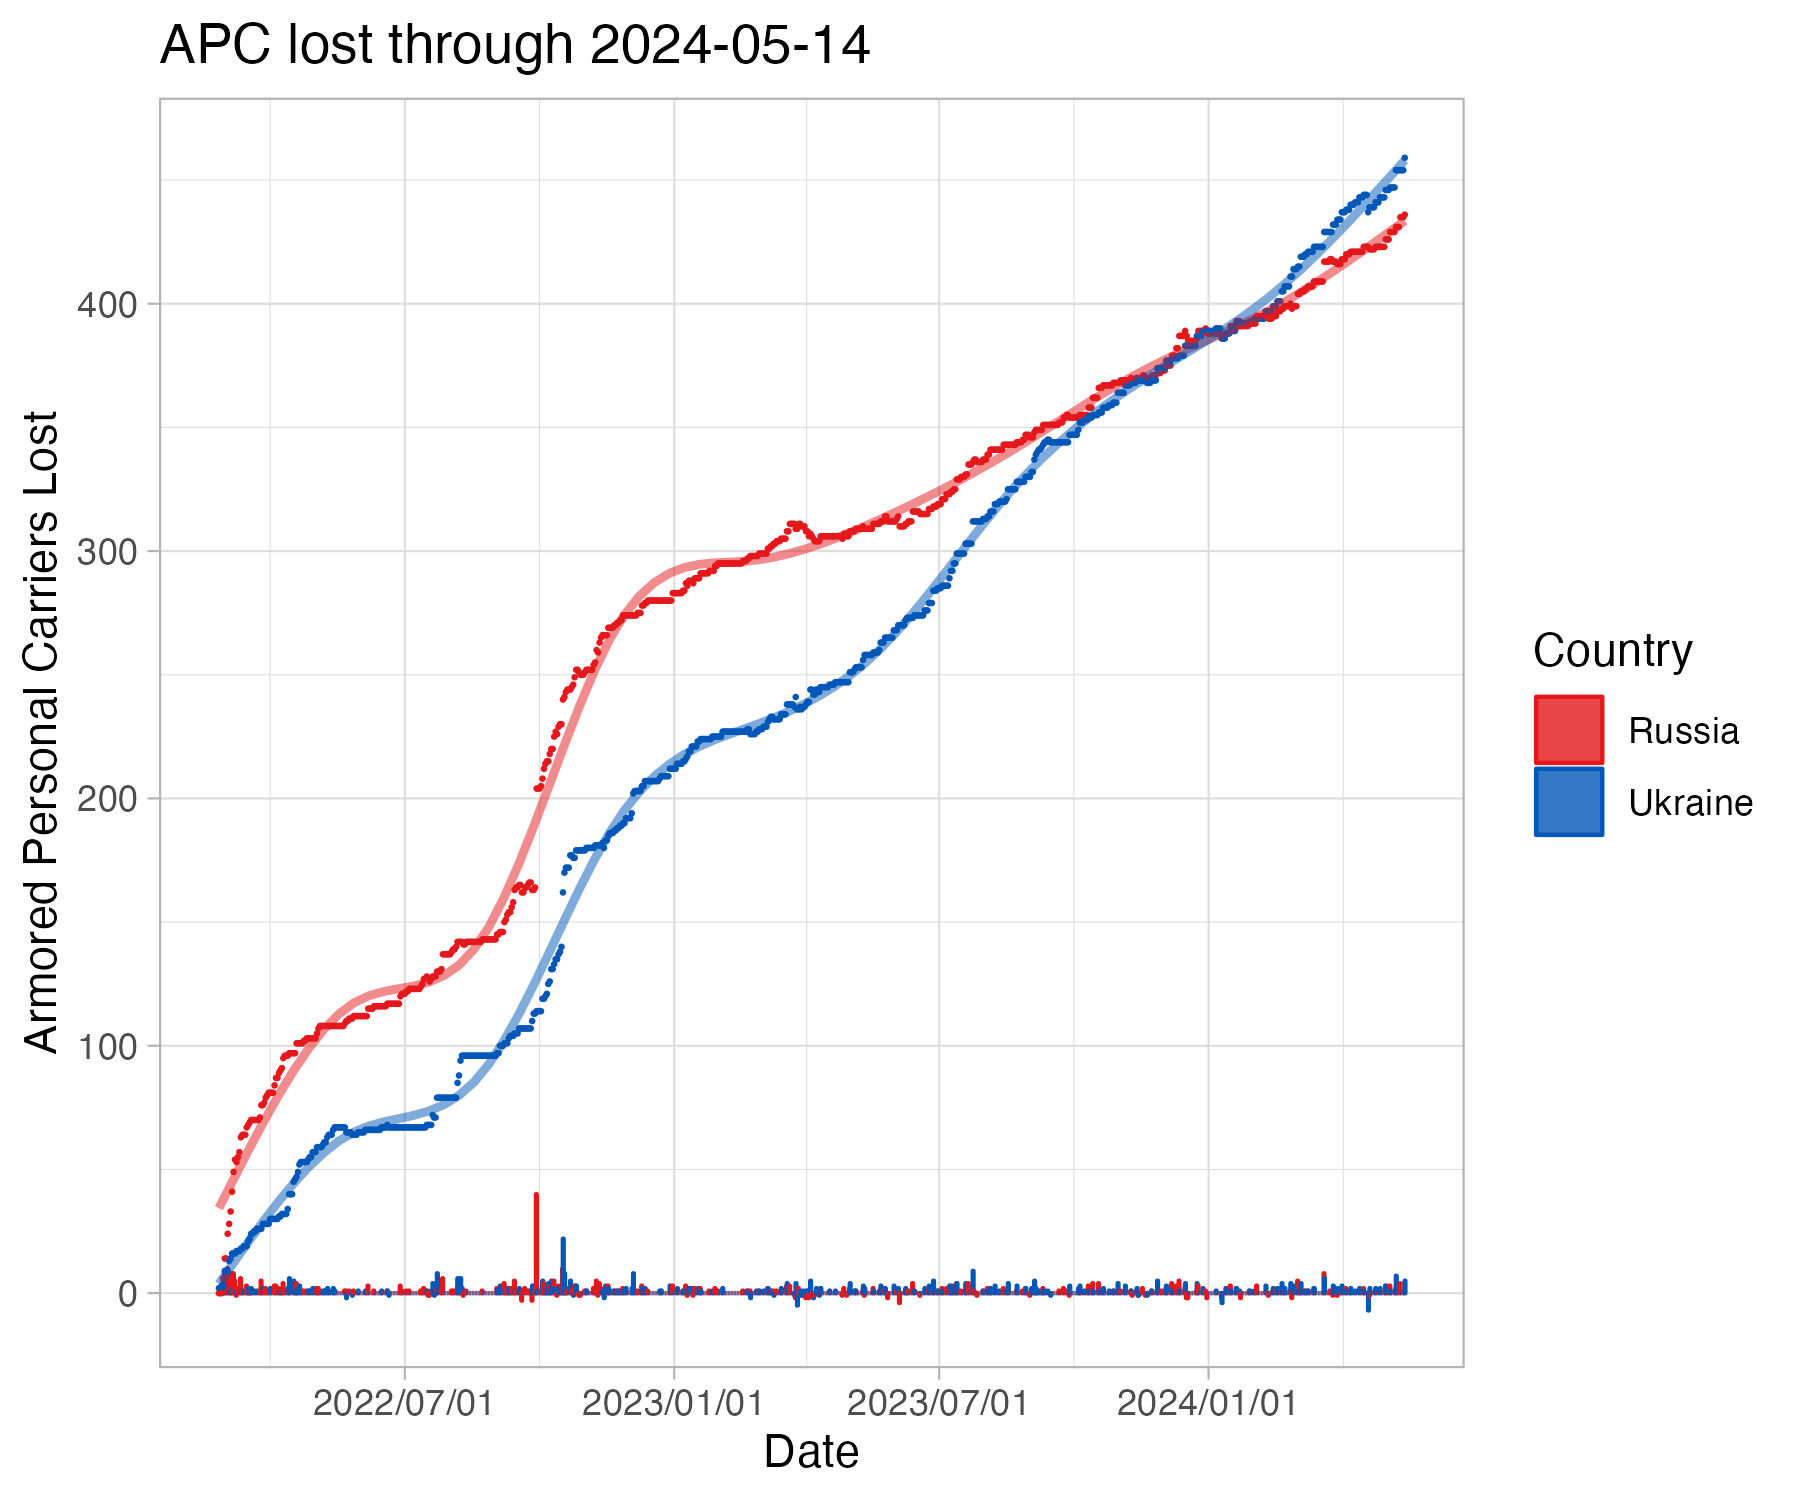 APC lost through 2024-05-14
Armored Personal Carriers Lost
400
300
200
100
0
2022/07/01
2023/01/01
2023/07/01
2024/01/01
Date
Country
Russia
Ukraine